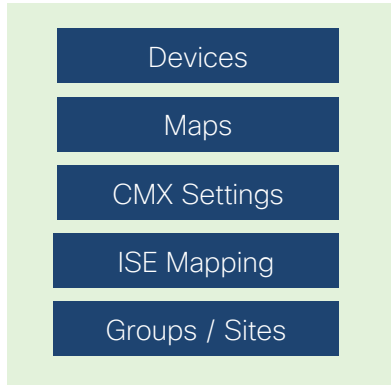 Devices
Maps
CMX Settings
ISE Mapping
Groups / Sites